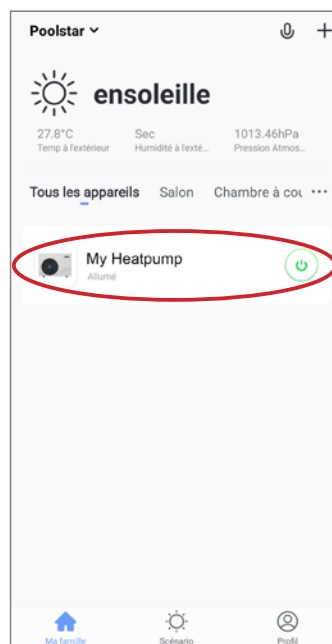 Poolstar
ensoleille
27.8°C Sec 1013.46hPa
Temp à l'extérieur Humidité à l'exté... Pression Atmos...
Tous les appareils Salon Chambre à cou ...
My Heatpump
Allumé
Ma famille Scénario Profil